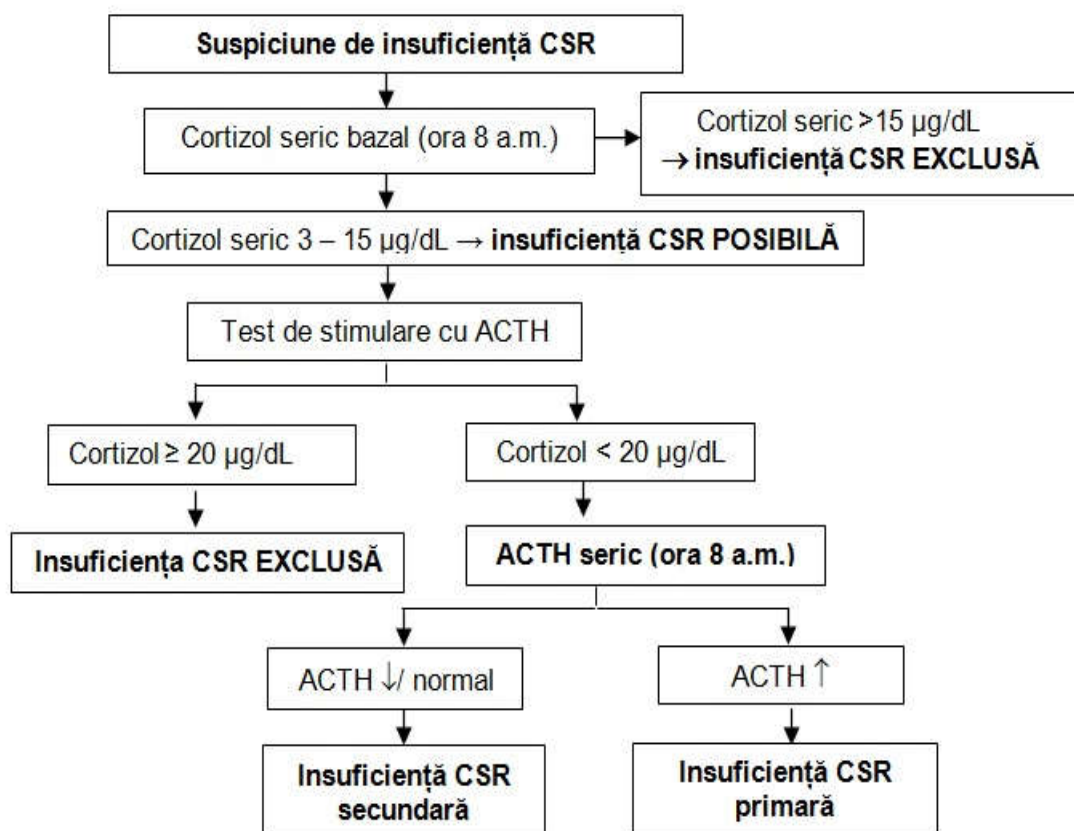 Suspiciune de insuficiență CSR
Cortizol seric bazal (ora 8 a.m.)
Cortizol seric >15 µg/dL
→ insuficiență CSR EXCLUSĂ
Cortizol seric 3 – 15 µg/dL → insuficiență CSR POSIBILĂ
Test de stimulare cu ACTH
Cortizol ≥ 20 µg/dL
Cortizol < 20 µg/dL
Insuficiența CSR EXCLUSĂ
ACTH seric (ora 8 a.m.)
ACTH ↓/ normal
ACTH ↑
Insuficiență CSR
secundară
Insuficiență CSR
primară